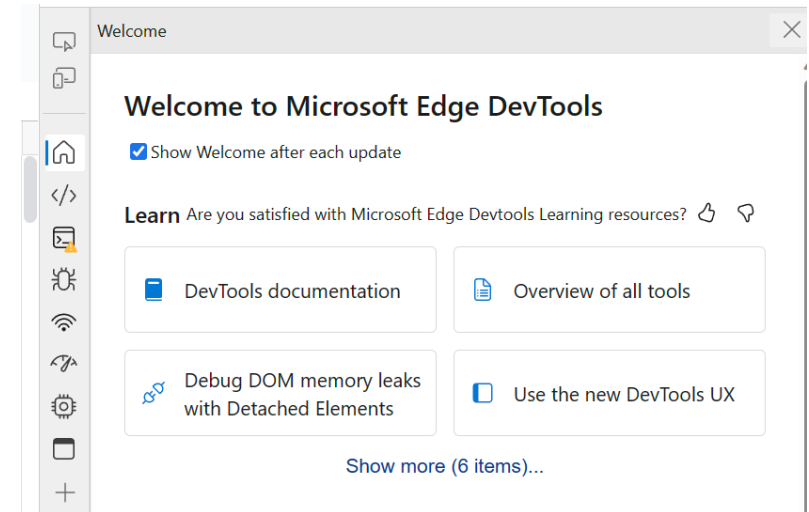 Welcome
Welcome to Microsoft Edge DevTools
Show Welcome after each update
Learn Are you satisfied with Microsoft Edge Devtools Learning resources?
DevTools documentation
Overview of all tools
Debug DOM memory leaks
with Detached Elements
Use the new DevTools UX
Show more (6 items)...